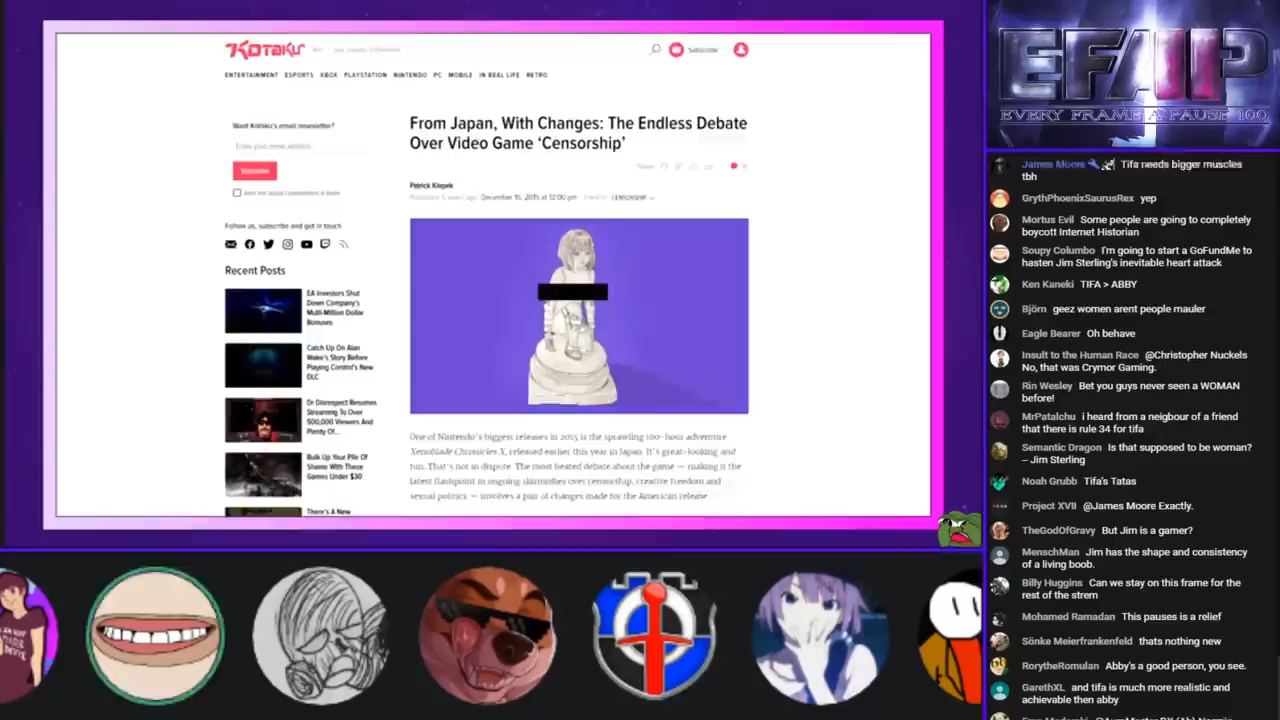 KOTAKU
Subscribe
ENTERTAINMENT ESPORTS XBOX PLAYSTATION NINTENDO PC MOBILE IN REAL LIFE RETRO
Want Kotaku's email newsletter?
Enter your email address
Subscribe
Follow us, subscribe and get in touch
Recent Posts
EA Investors Shut
Down Company's
Multi-Million Dollar
Bonuses
Catch Up On Alan
Wake's Story Before
Playing Control's New
DLC
Dr Disrespect Resumes
Streaming To Over
500,000 Viewers And
Plenty Of...
Bulk Up Your Pile Of
Shame With These
Games Under $30
There's A New
From Japan, With Changes: The Endless Debate
Over Video Game ‘Censorship’
Share
Patrick Klepek
Published 5 years ago: December 16, 2015 at 12:00 pm
CENSORSHIP
One of Nintendo's biggest releases in 2015 is the sprawling 100-hour adventure
Xenoblade Chronicles X, released earlier this year in Japan. It's great-looking and
fun. That's not in dispute. The most heated debate about the game — making it the
latest flashpoint in ongoing skirmishes over censorship, creative freedom and
sexual politics — involves a pair of changes made for the American release
EFAP
EVERY FRAME A PAUSE 100
James Moore Tifa needs bigger muscles
tbh
GrythPhoenixSaurusRex yep
Mortus Evil Some people are going to completely
boycott Internet Historian
Soupy Columbo I'm going to start a GoFundMe to
hasten Jim Sterling's inevitable heart attack
Ken Kaneki TIFA > ABBY
Björn geez women arent people mauler
Eagle Bearer Oh behave
Insult to the Human Race @Christopher Nuckels
No, that was Crymor Gaming.
Rin Wesley Bet you guys never seen a WOMAN
before!
MrPatalchu i heard from a neigbour of a friend
that there is rule 34 for tifa
Semantic Drano Is that supposed to be a woman?
—Jim Sterling
Noah Grubb Tifa's Tatas
Project XVII @James Moore Exactly.
TheGodOfGravy But Jim is a gamer?
MenschMan Jim has the shape and consistency
of a living boob.
Billy Huggins Can we stay on this frame for the
rest of the strem
Mohamed Ramadan This pauses is a relief
Sönke Meierfrankenfeld thats nothing new
RorytheRomulan Abby's a good person, you see.
GarethXL and tifa is much more realistic and
achievable then abby